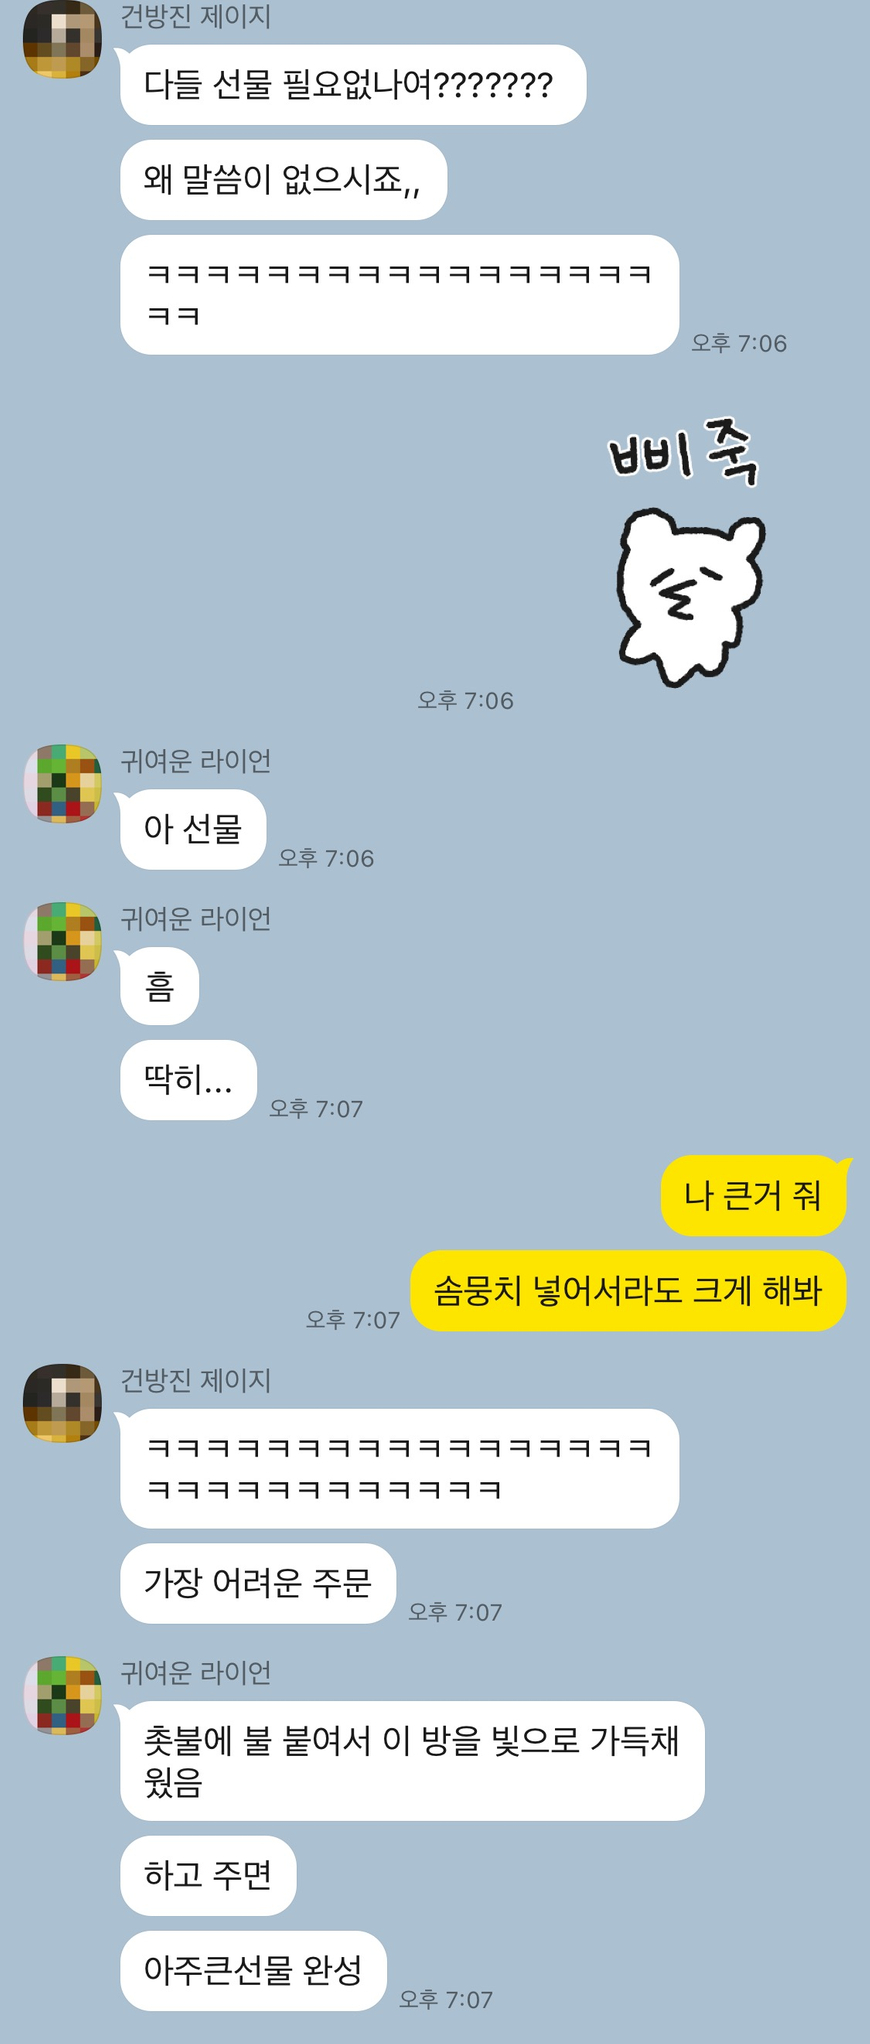 건방진 제이지
다들 선물 필요없나여???????
왜 말씀이 없으시죠,,
ㅋㅋㅋㅋㅋㅋㅋㅋㅋㅋㅋㅋㅋㅋㅋㅋㅋ
ㅋㅋ
오후 7:06
삐죽
오후 7:06
귀여운 라이언
아 선물
오후 7:06
귀여운 라이언
흠
딱히...
오후 7:07
나 큰거 줘
솜뭉치 넣어서라도 크게 해봐
오후 7:07
건방진 제이지
ㅋㅋㅋㅋㅋㅋㅋㅋㅋㅋㅋㅋㅋㅋㅋㅋㅋ
ㅋㅋㅋㅋㅋㅋㅋㅋㅋㅋㅋㅋ
가장 어려운 주문
오후 7:07
귀여운 라이언
촛불에 불 붙여서 이 방을 빛으로 가득채
웠음
하고 주면
아주큰선물 완성
오후 7:07